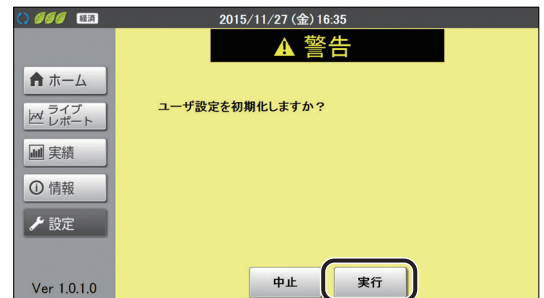 経済
2015/11/27 (金) 16:35
警告
ホーム
ライブ
レポート
実績
情報
設定
ユーザ設定を初期化しますか？
中止
実行
Ver 1.0.1.0